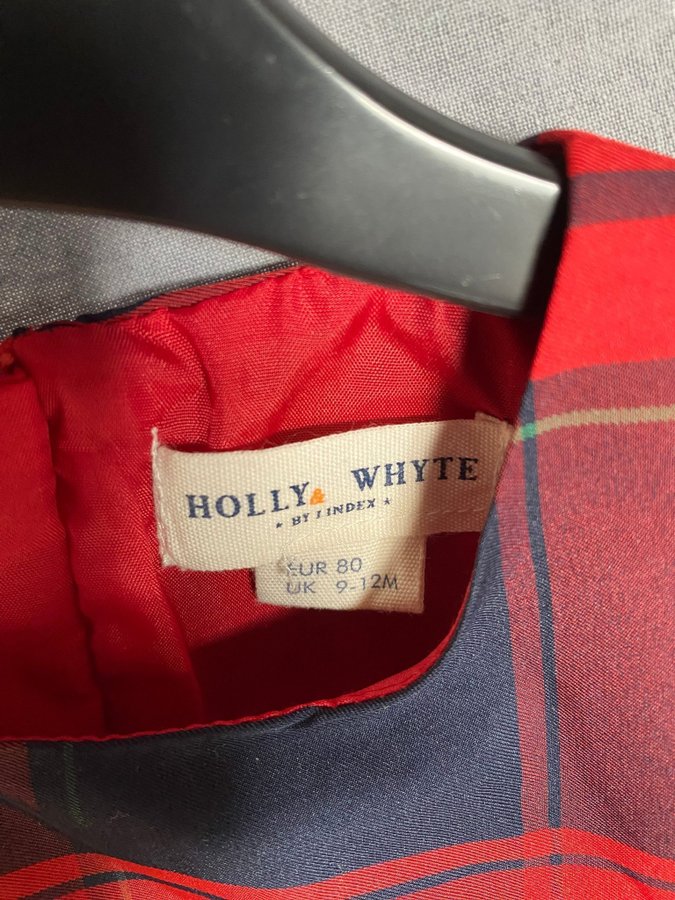 HOLLY & WHYTE
★ BY LINDEX ★
EUR 80
UK 9-12M